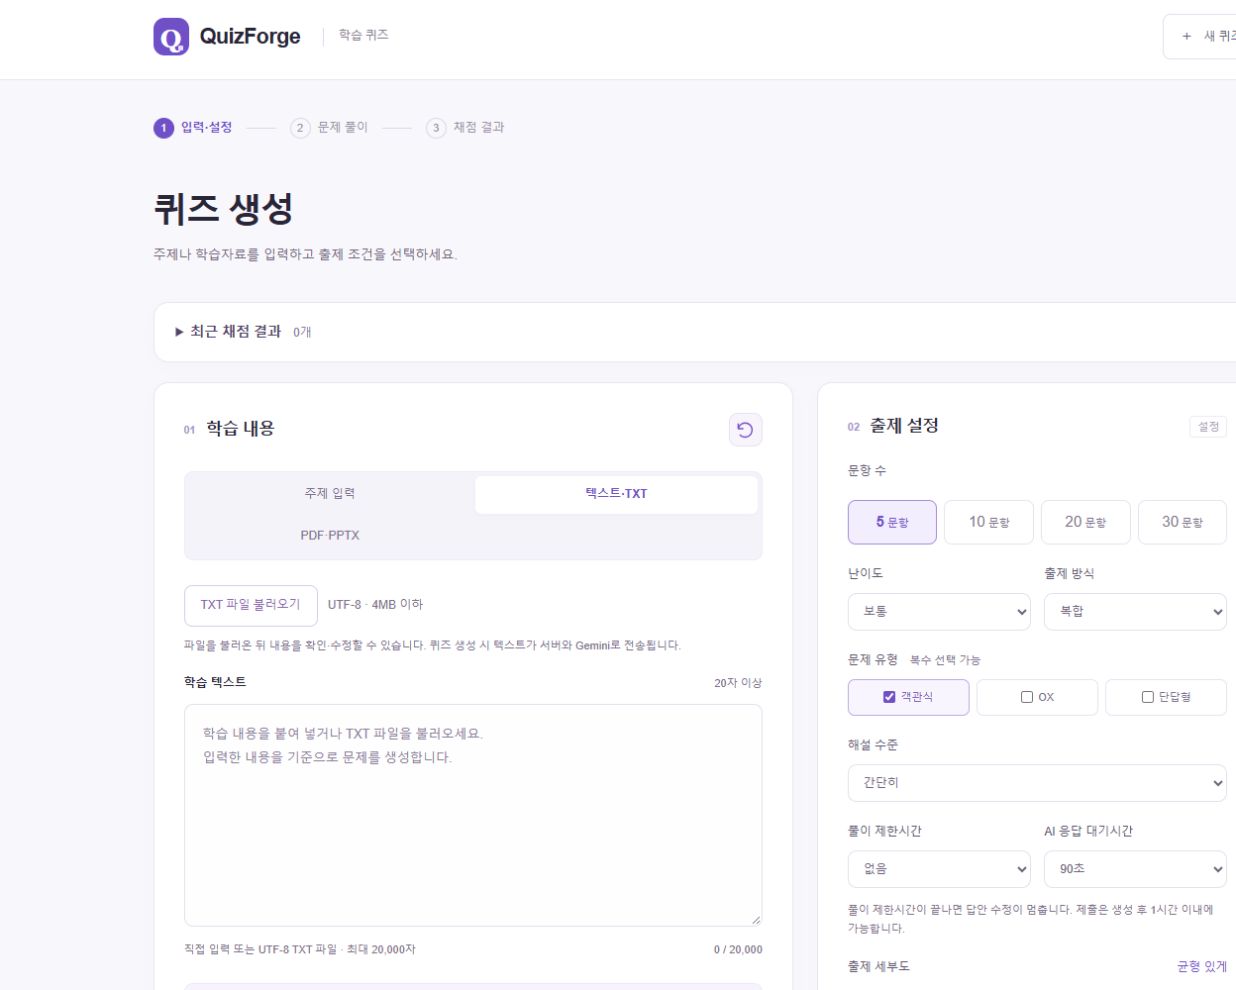 Q QuizForge 학습 퀴즈
+ 새 퀴즈
1 입력·설정 2 문제 풀이 3 채점 결과
퀴즈 생성
주제나 학습자료를 입력하고 출제 조건을 선택하세요.
▶ 최근 채점 결과 0개
01 학습 내용
주제 입력 텍스트·TXT
PDF·PPTX
TXT 파일 불러오기 UTF-8 · 4MB 이하
파일을 불러온 뒤 내용을 확인·수정할 수 있습니다. 퀴즈 생성 시 텍스트가 서버와 Gemini로 전송됩니다.
학습 텍스트 20자 이상
학습 내용을 붙여 넣거나 TXT 파일을 불러오세요.
입력한 내용을 기준으로 문제를 생성합니다.
직접 입력 또는 UTF-8 TXT 파일 · 최대 20,000자 0 / 20,000
02 출제 설정 설정
문항 수
5 문항 10 문항 20 문항 30 문항
난이도 출제 방식
보통 복합
문제 유형 복수 선택 가능
객관식 OX 단답형
해설 수준
간단히
풀이 제한시간 AI 응답 대기시간
없음 90초
풀이 제한시간이 끝나면 답안 수정이 멈춥니다. 제출은 생성 후 1시간 이내에
가능합니다.
출제 세부도 균형 있게